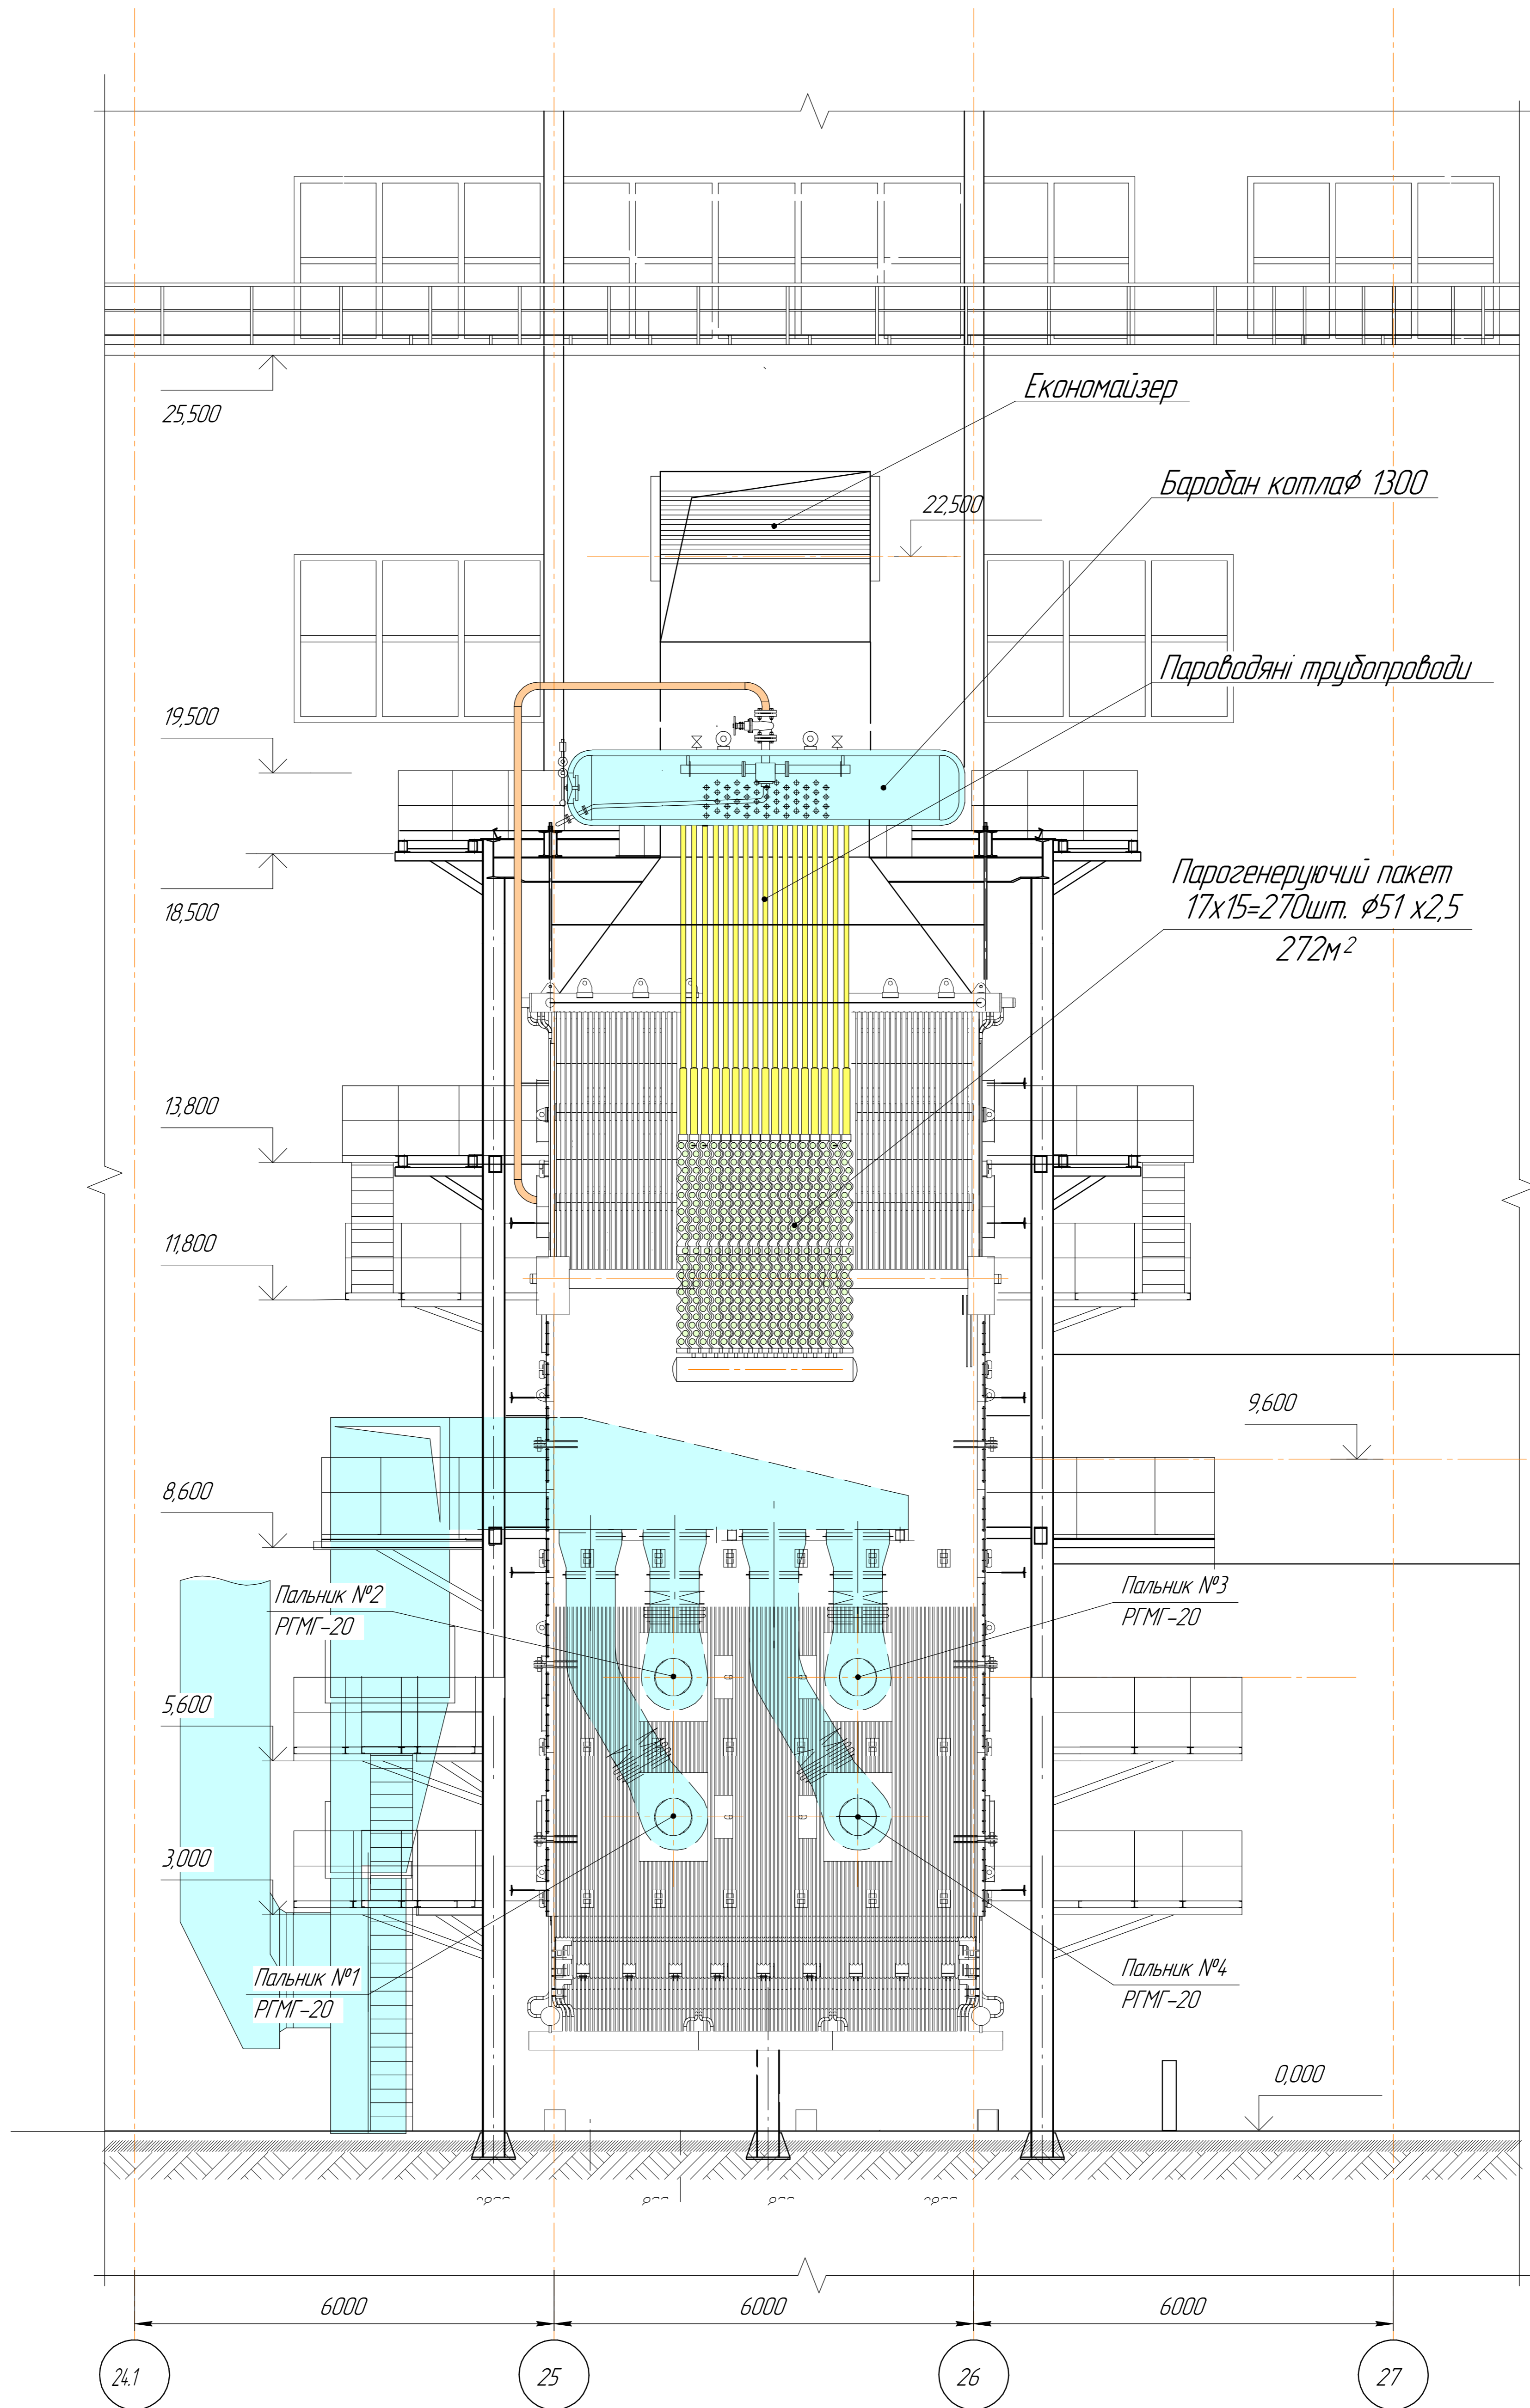 25,500
Економайзер
Баробан котлаϕ 1300
22,500
Пароводяні трубопроводи
19,500
Парогенеруючий пакет
17х15=270шт. ϕ51 х2,5
272м²
18,500
13,800
11,800
9,600
8,600
Пальник №2
РГМГ-20
Пальник №3
РГМГ-20
5,600
3,000
Пальник №1
РГМГ-20
Пальник №4
РГМГ-20
0,000
6000
6000
6000
24.1
25
26
27